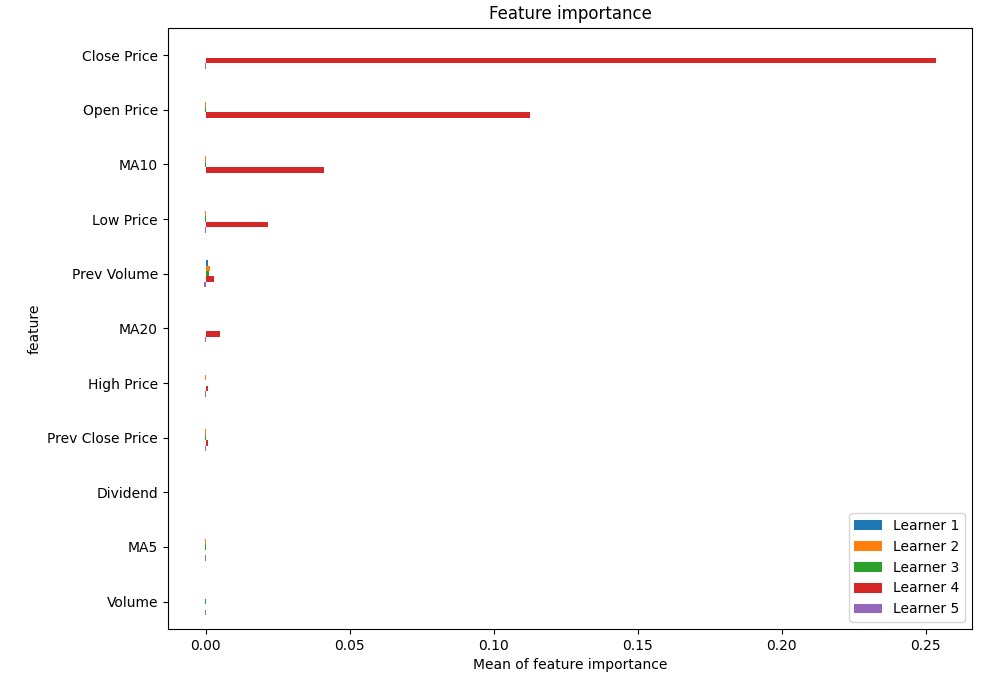 Feature importance
Close Price
Open Price
MA10
Low Price
Prev Volume
MA20
High Price
Prev Close Price
Dividend
MA5
Volume
feature
Learner 1
Learner 2
Learner 3
Learner 4
Learner 5
0.00 0.05 0.10 0.15 0.20 0.25
Mean of feature importance